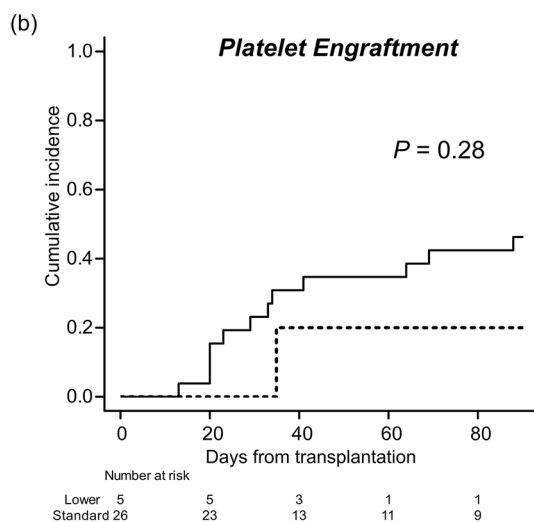 (b)
Platelet Engraftment
P = 0.28
Cumulative incidence
1.0
0.8
0.6
0.4
0.2
0.0
0 20 40 60 80
Days from transplantation
Number at risk
Lower 5 5 3 1 1
Standard 26 23 13 11 9